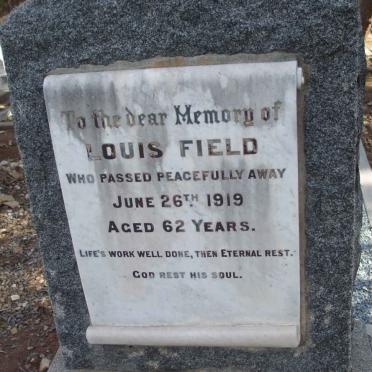 To the dear Memory of
LOUIS FIELD
WHO PASSED PEACEFULLY AWAY
JUNE 26TH 1919
AGED 62 YEARS.
LIFE'S WORK WELL DONE, THEN ETERNAL REST.
GOD REST HIS SOUL.